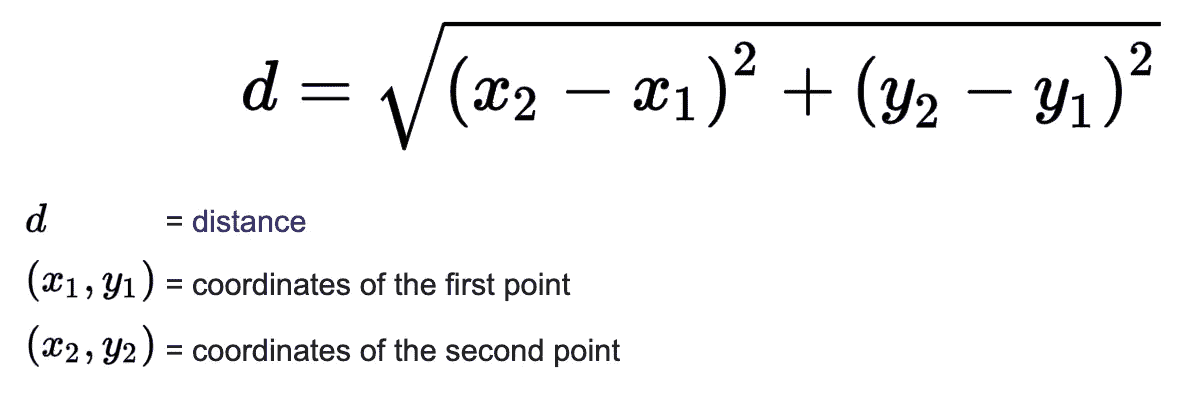 d = √(x₂ − x₁)² + (y₂ − y₁)²
d = distance
(x₁, y₁) = coordinates of the first point
(x₂, y₂) = coordinates of the second point